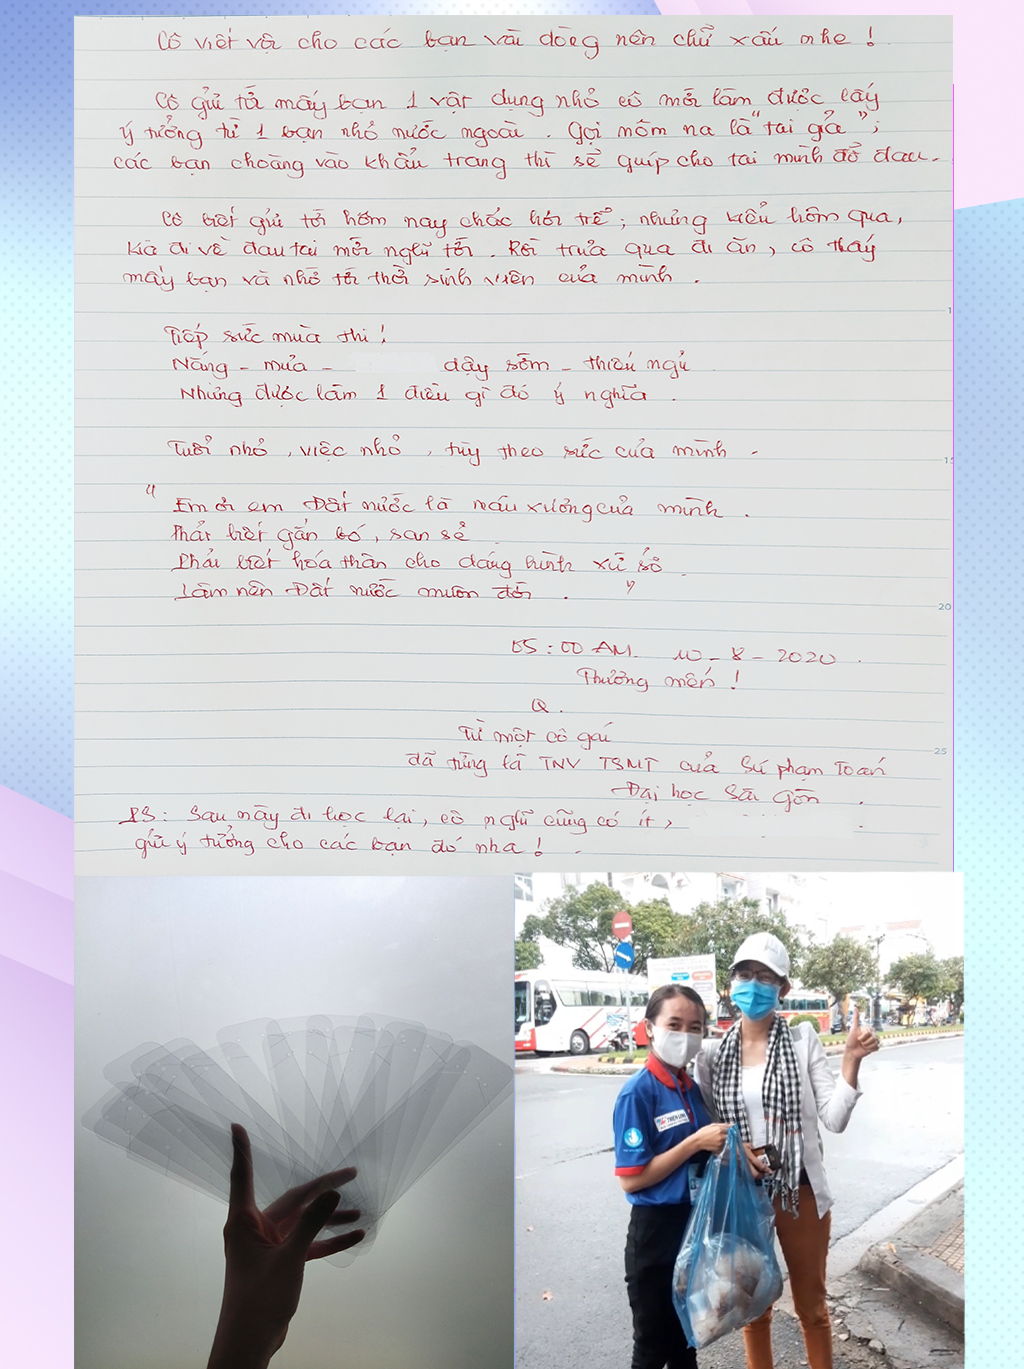 Cô viết vội cho các bạn vài dòng nên chữ xấu nhe !
Cô gửi tới mấy bạn 1 vật dụng nhỏ cô mới làm được lấy
ý tưởng từ 1 bạn nhỏ nước ngoài . Gọi nôm na là "tai giả" ;
các bạn choàng vào khẩu trang thì sẽ guíp cho tai mình đỡ đau .
Cô biết gửi tới hôm nay chắc hơi trễ ; nhưng kiểu hôm qua ,
đi về đau tai mới nghĩ tới . Rồi trưa qua đi ăn , cô thấy
mấy bạn và nhớ tới thời sinh viên của mình .
Tiếp sức mùa thi !
Nắng - mưa - dậy sớm - thiếu ngủ
Nhưng được làm 1 điều gì đó ý nghĩa .
Tuổi nhỏ , việc nhỏ , tùy theo sức của mình -
" Em ơi em Đất nước là máu xương của mình .
Phải biết gắn bó , san sẻ
Phải biết hóa thân cho dáng hình xứ sở
Làm nên Đất nước muôn đời . "
05 : 00 AM. 10 - 8 - 2020 .
Thương mến !
Q .
Từ một cô gái
đã từng là TNV TSMT của Sư phạm Toán
Đại học Sài Gòn .
PS : Sau này đi học lại , cô nghĩ cũng có ít ,
gửi ý tưởng cho các bạn đó nha ! .
10
15
20
25
THIÊN LONG